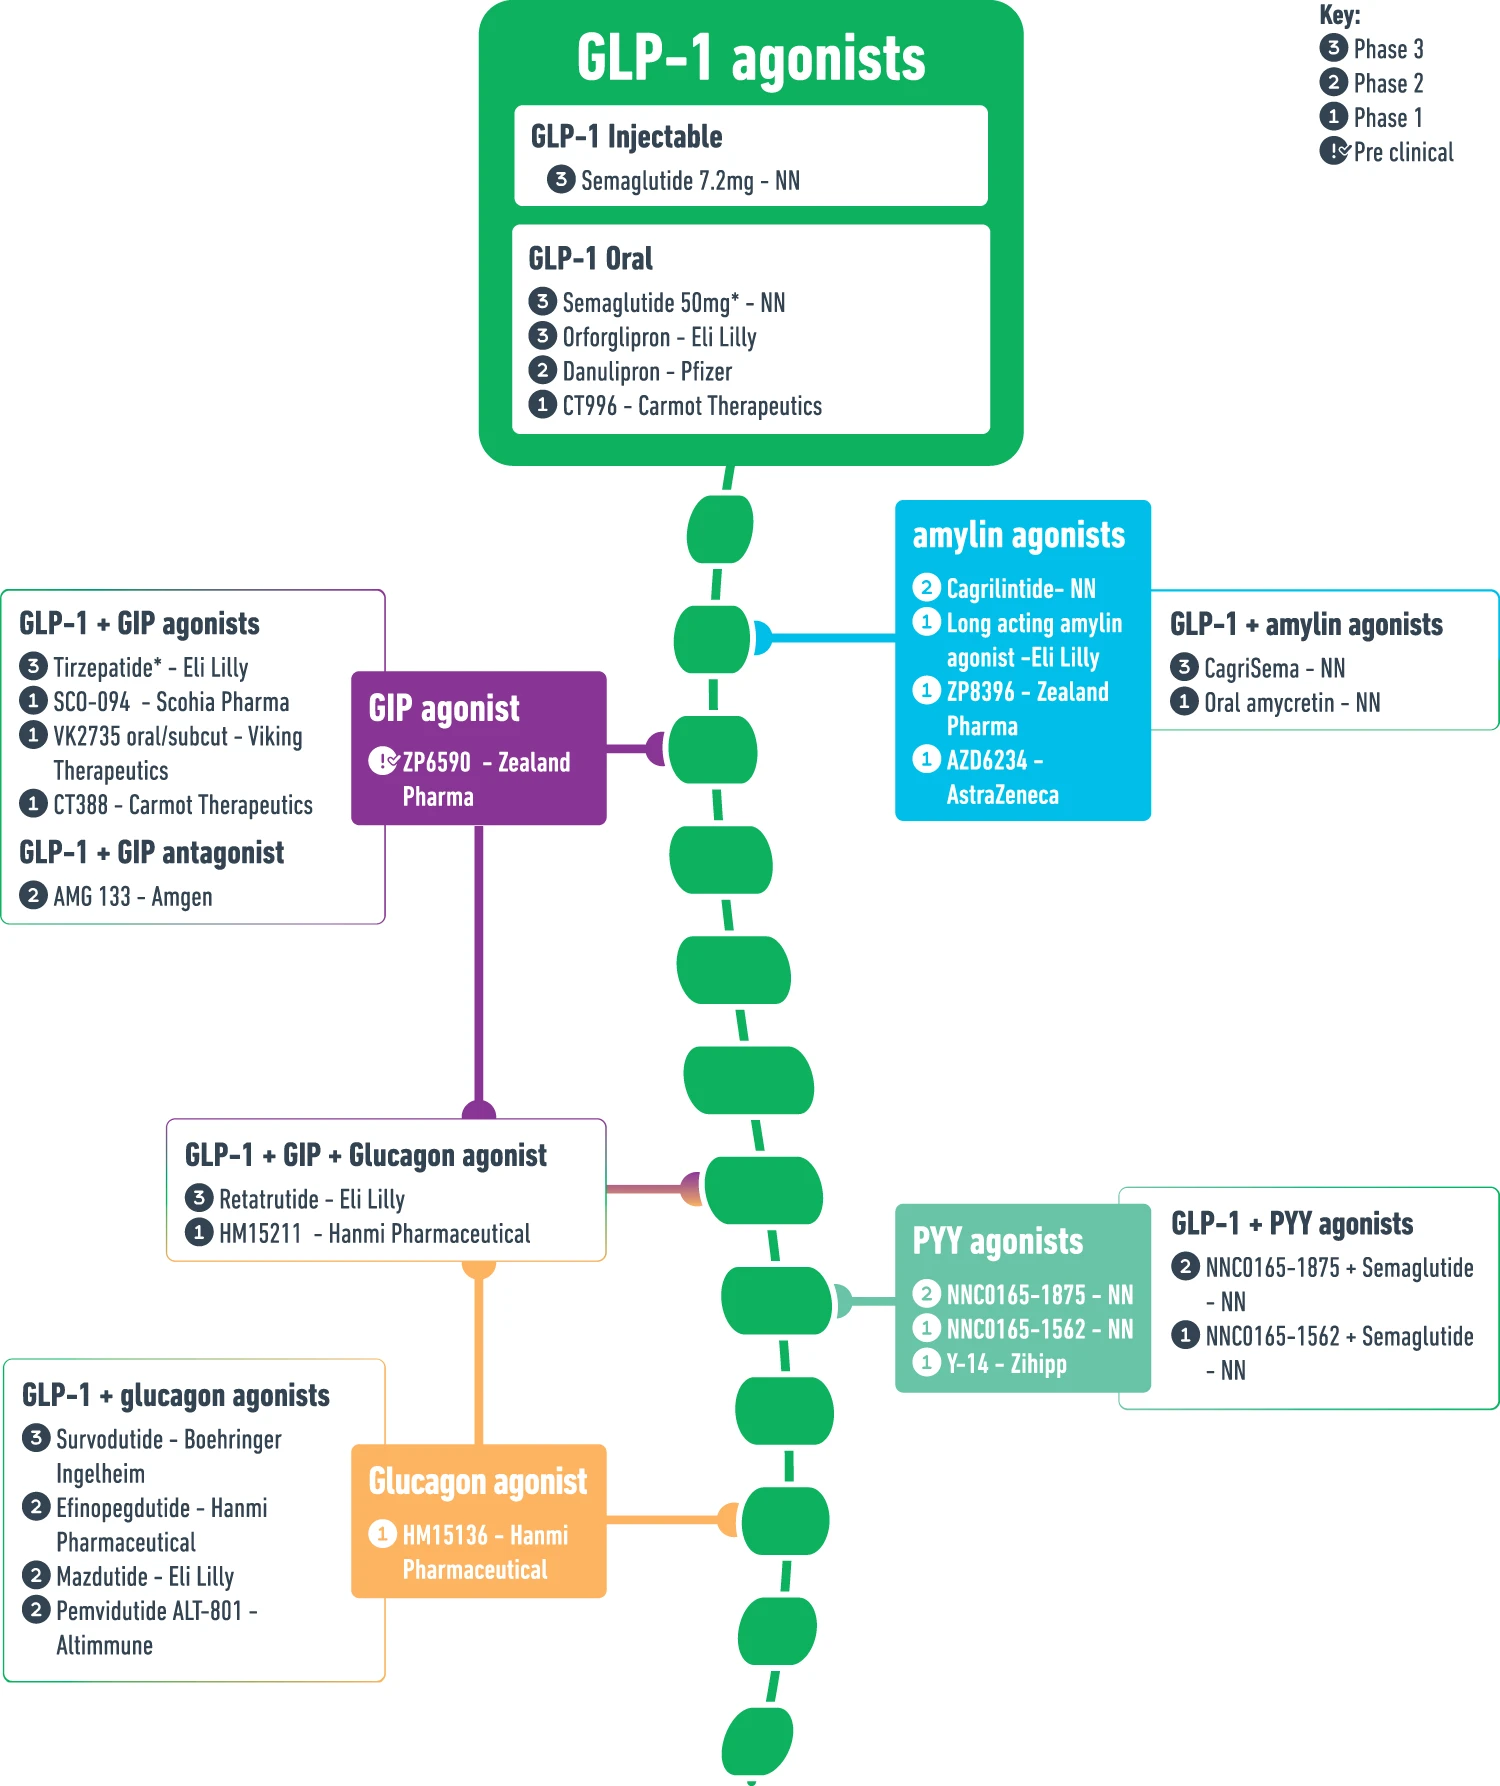 GLP-1 agonists
GLP-1 Injectable
3 Semaglutide 7.2mg - NN
GLP-1 Oral
3 Semaglutide 50mg* - NN
3 Orforglipron - Eli Lilly
2 Danulipron - Pfizer
1 CT996 - Carmot Therapeutics
Key:
3 Phase 3
2 Phase 2
1 Phase 1
! Pre clinical
amylin agonists
2 Cagrilintide- NN
1 Long acting amylin
agonist -Eli Lilly
1 ZP8396 - Zealand
Pharma
1 AZD6234 -
AstraZeneca
GLP-1 + amylin agonists
3 CagriSema - NN
1 Oral amycretin - NN
GLP-1 + GIP agonists
3 Tirzepatide* - Eli Lilly
1 SCO-094 - Scohia Pharma
1 VK2735 oral/subcut - Viking
Therapeutics
1 CT388 - Carmot Therapeutics
GLP-1 + GIP antagonist
2 AMG 133 - Amgen
GIP agonist
! ZP6590 - Zealand
Pharma
GLP-1 + GIP + Glucagon agonist
3 Retatrutide - Eli Lilly
1 HM15211 - Hanmi Pharmaceutical
PYY agonists
2 NNC0165-1875 - NN
1 NNC0165-1562 - NN
1 Y-14 - Zihipp
GLP-1 + PYY agonists
2 NNC0165-1875 + Semaglutide
- NN
1 NNC0165-1562 + Semaglutide
- NN
GLP-1 + glucagon agonists
3 Survodutide - Boehringer
Ingelheim
2 Efinopegdutide - Hanmi
Pharmaceutical
2 Mazdutide - Eli Lilly
2 Pemvidutide ALT-801 -
Altimmune
Glucagon agonist
1 HM15136 - Hanmi
Pharmaceutical